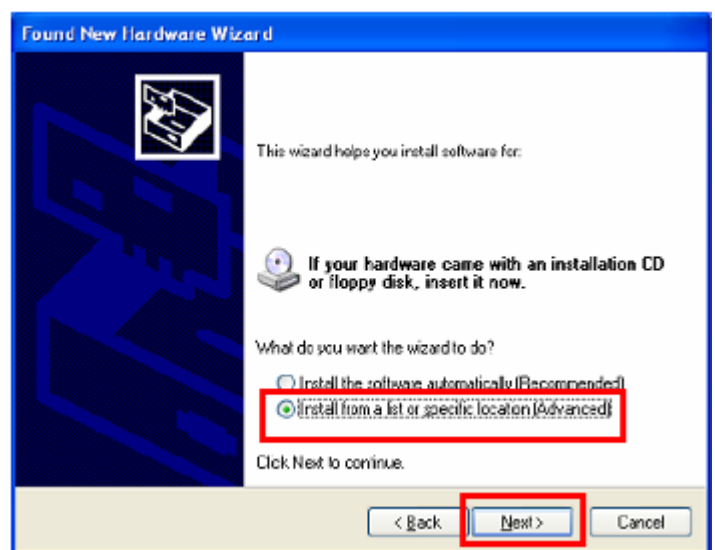 Found New Hardware Wizard
This wizard helps you install software for:
If your hardware came with an installation CD
or floppy disk, insert it now.
What do you want the wizard to do?
Install the software automatically (Recommended)
Install from a list or specific location (Advanced)
Click Next to continue.
< Back
Next >
Cancel